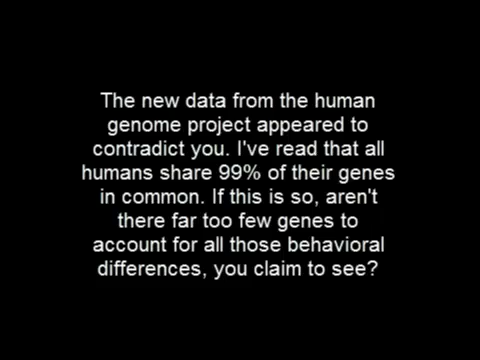 The new data from the human
genome project appeared to
contradict you. I've read that all
humans share 99% of their genes
in common. If this is so, aren't
there far too few genes to
account for all those behavioral
differences, you claim to see?